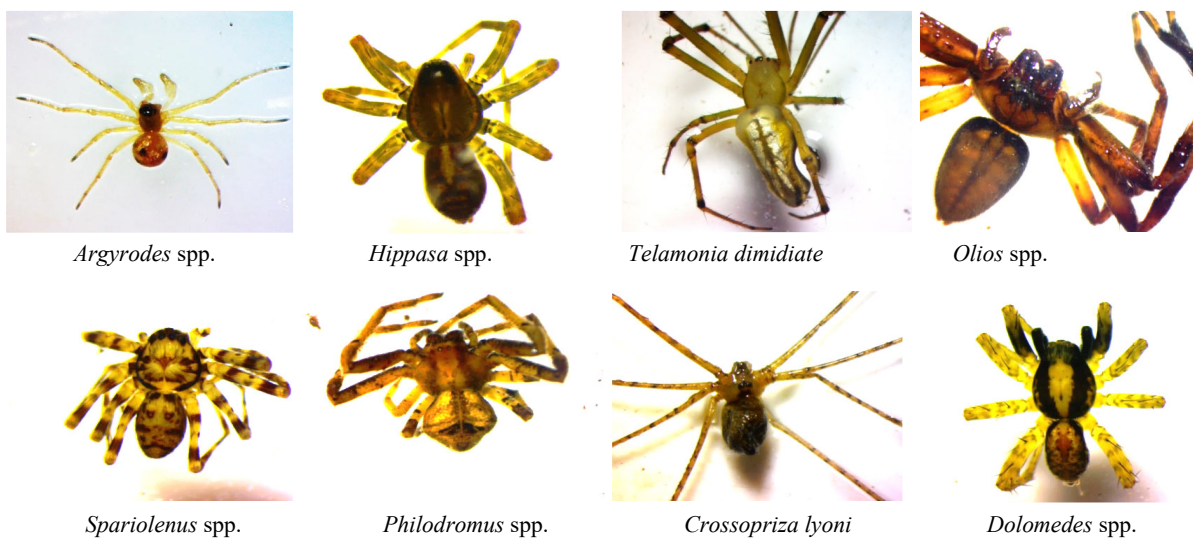 Argyrodes spp.
Hippasa spp.
Telamonia dimidiate
Olios spp.
Spariolenus spp.
Philodromus spp.
Crossopriza lyoni
Dolomedes spp.